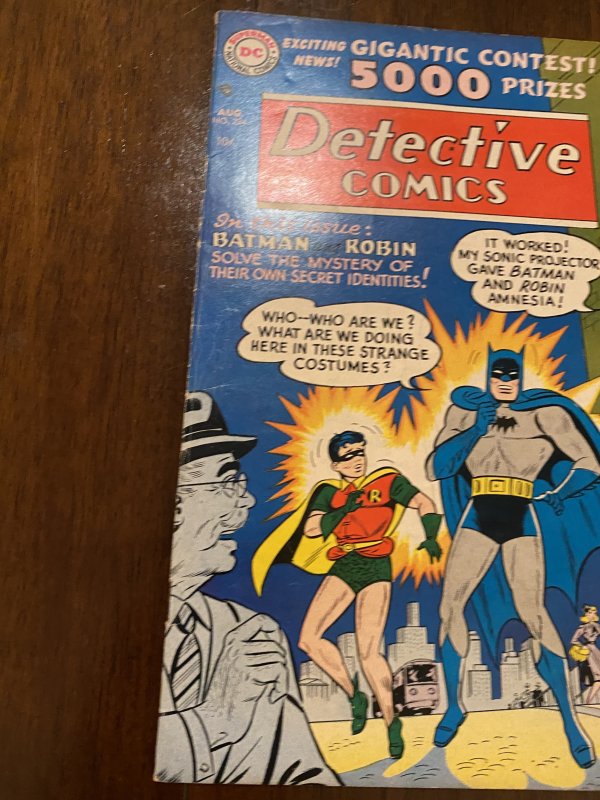 SUPERMAN
DC
NATIONAL COMICS
EXCITING NEWS!
GIGANTIC CONTEST!
5000 PRIZES
AUG.
NO.
10¢
Detective
COMICS
In this issue:
BATMAN and ROBIN
SOLVE THE MYSTERY OF
THEIR OWN SECRET IDENTITIES!
IT WORKED!
MY SONIC PROJECTOR
GAVE BATMAN
AND ROBIN
AMNESIA!
WHO--WHO ARE WE?
WHAT ARE WE DOING
HERE IN THESE STRANGE
COSTUMES?
R